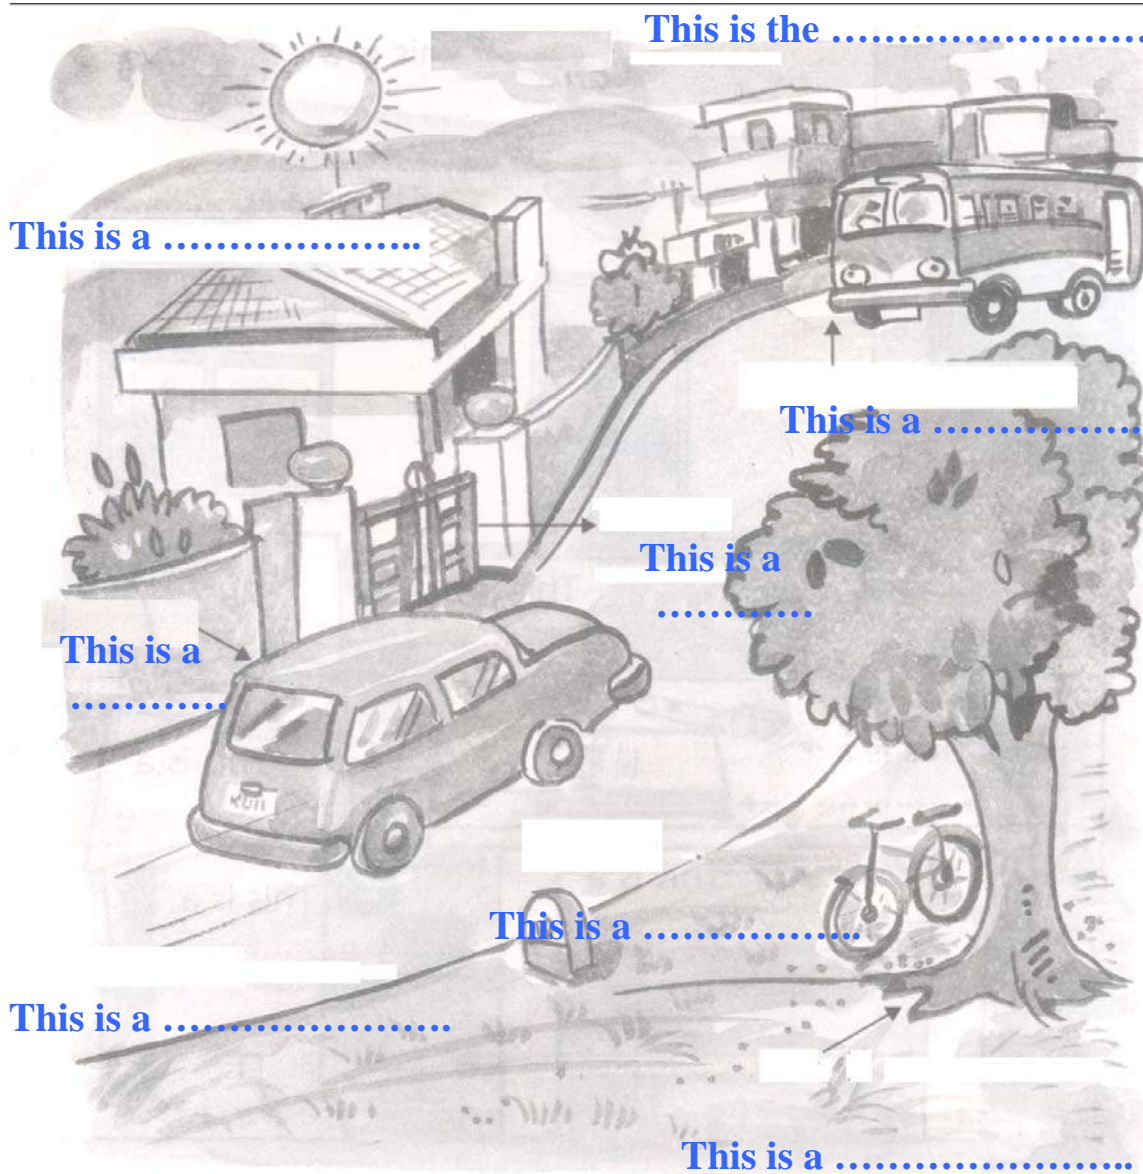 This is the ……………………
This is a ………………..
This is a …………….
This is a
…………
This is a
…………
This is a ……………..
This is a ………………….
This is a …………………..